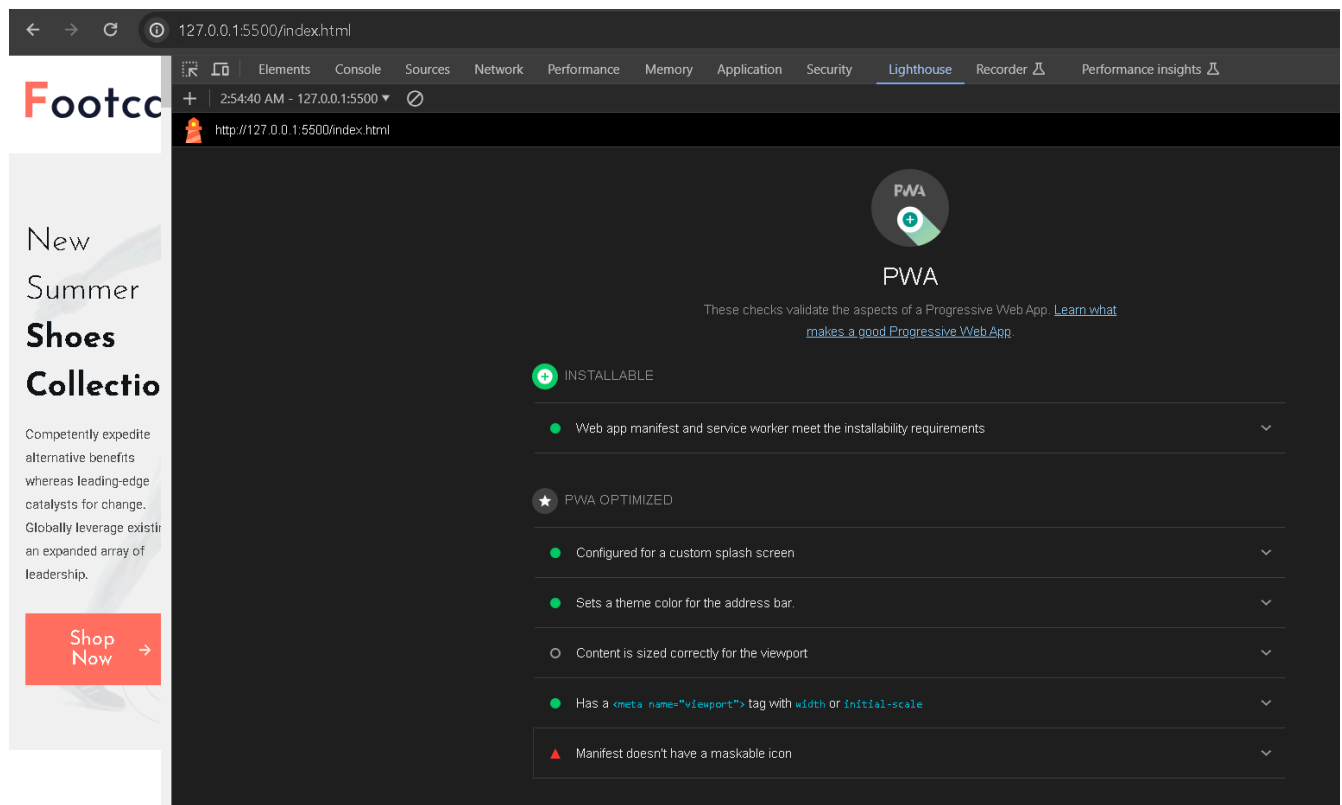 127.0.0.1:5500/index.html
Elements Console Sources Network Performance Memory Application Security Lighthouse Recorder Performance insights
2:54:40 AM - 127.0.0.1:5500
http://127.0.0.1:5500/index.html
Footcc
New
Summer
Shoes
Collectio
Competently expedite
alternative benefits
whereas leading-edge
catalysts for change.
Globally leverage existin
an expanded array of
leadership.
Shop
Now
PWA
PWA
These checks validate the aspects of a Progressive Web App. Learn what
makes a good Progressive Web App.
INSTALLABLE
Web app manifest and service worker meet the installability requirements
PWA OPTIMIZED
Configured for a custom splash screen
Sets a theme color for the address bar.
Content is sized correctly for the viewport
Has a <meta name="viewport"> tag with width or initial-scale
Manifest doesn't have a maskable icon